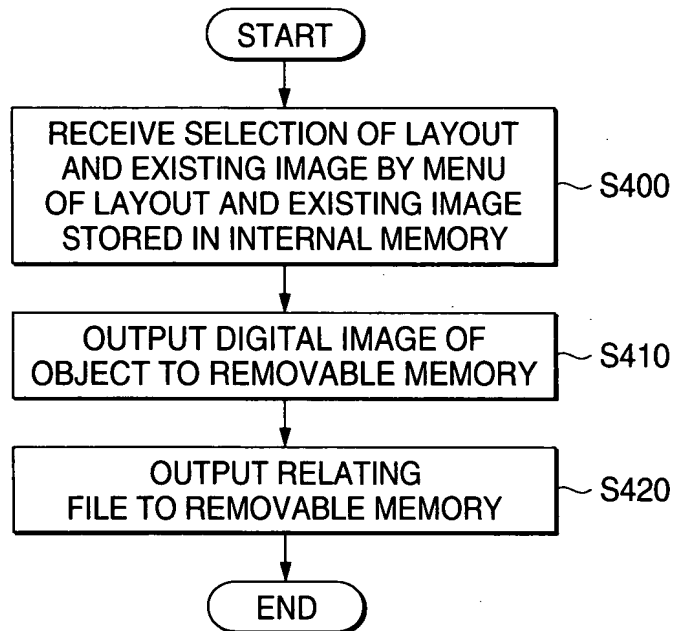 START
RECEIVE SELECTION OF LAYOUT
AND EXISTING IMAGE BY MENU
OF LAYOUT AND EXISTING IMAGE
STORED IN INTERNAL MEMORY
S400
OUTPUT DIGITAL IMAGE OF
OBJECT TO REMOVABLE MEMORY
S410
OUTPUT RELATING
FILE TO REMOVABLE MEMORY
S420
END